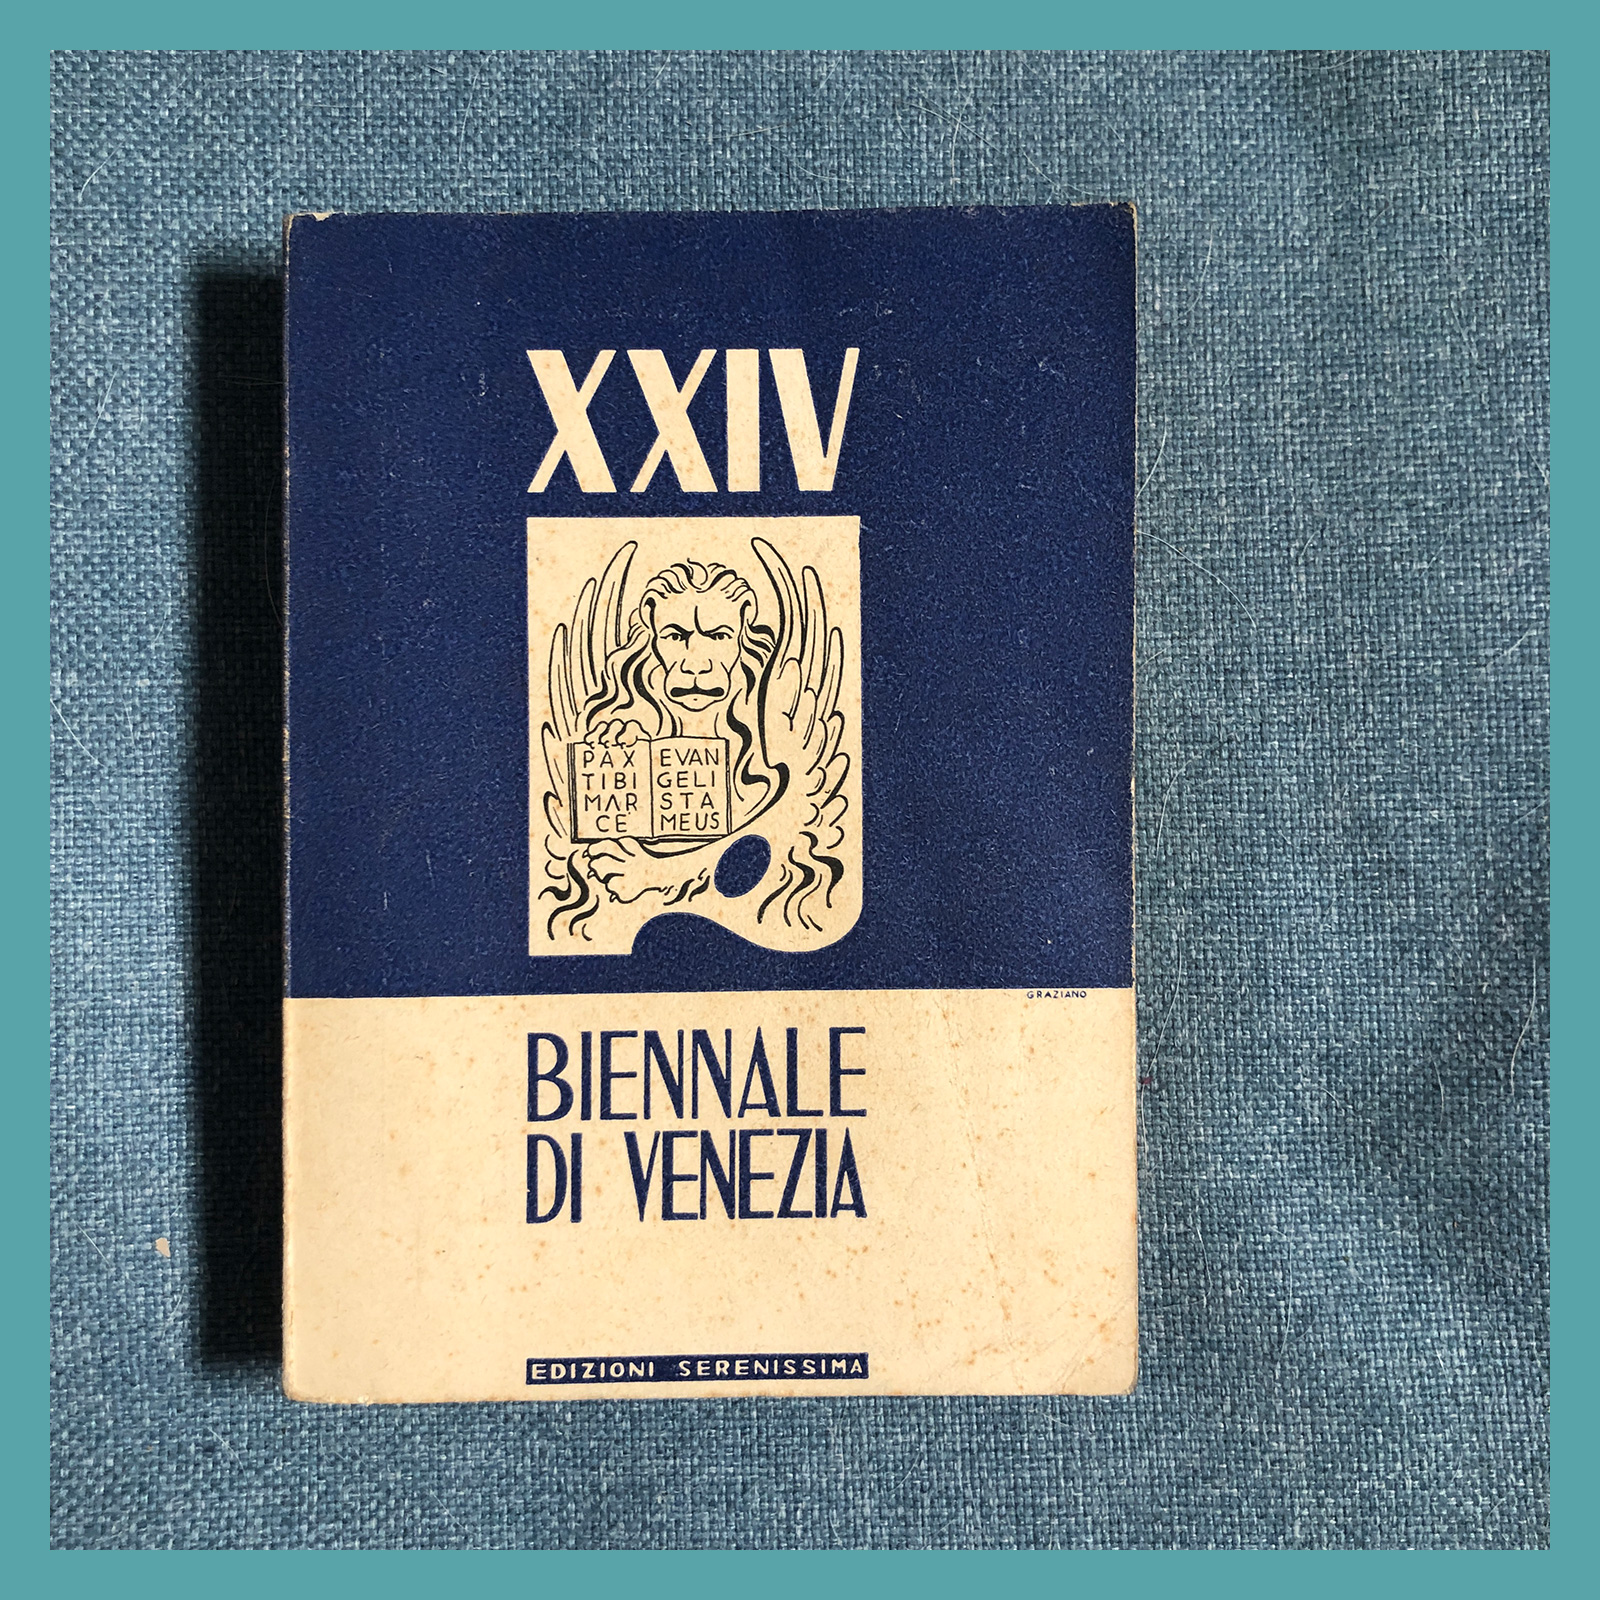 XXIV
PAX
TIBI
MAR
CE
EVAN
GELI
STA
MEUS
GRAZIANO
BIENNALE
DI VENEZIA
EDIZIONI SERENISSIMA